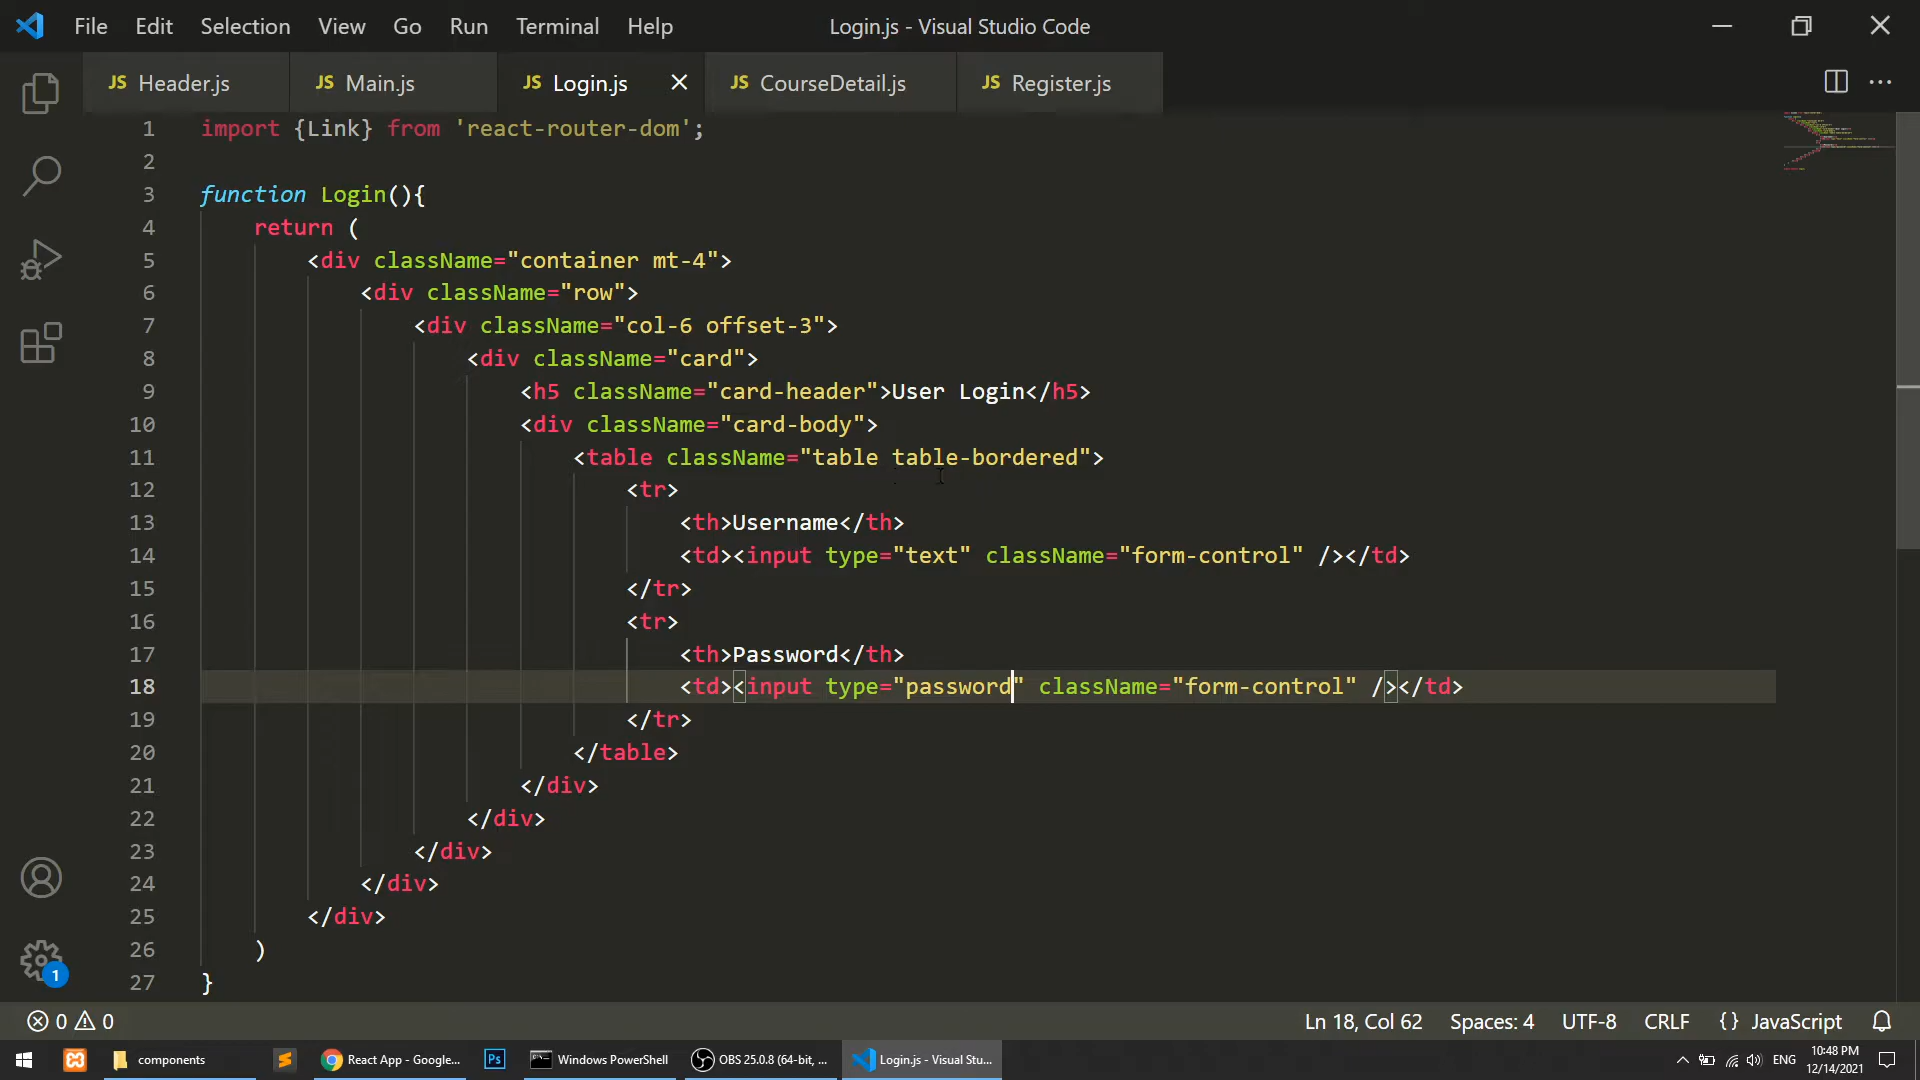 File Edit Selection View Go Run Terminal Help Login.js - Visual Studio Code
JS Header.js JS Main.js JS Login.js JS CourseDetail.js JS Register.js
1 import {Link} from 'react-router-dom';
2
3 function Login(){
4 return (
5 <div className="container mt-4">
6 <div className="row">
7 <div className="col-6 offset-3">
8 <div className="card">
9 <h5 className="card-header">User Login</h5>
10 <div className="card-body">
11 <table className="table table-bordered">
12 <tr>
13 <th>Username</th>
14 <td><input type="text" className="form-control" /></td>
15 </tr>
16 <tr>
17 <th>Password</th>
18 <td><input type="password" className="form-control" /></td>
19 </tr>
20 </table>
21 </div>
22 </div>
23 </div>
24 </div>
25 </div>
26 )
27 }
1
0 0 Ln 18, Col 62 Spaces: 4 UTF-8 CRLF {} JavaScript
components React App - Google... Ps Windows PowerShell OBS 25.0.8 (64-bit, ... Login.js - Visual Stu... ENG 10:48 PM
12/14/2021